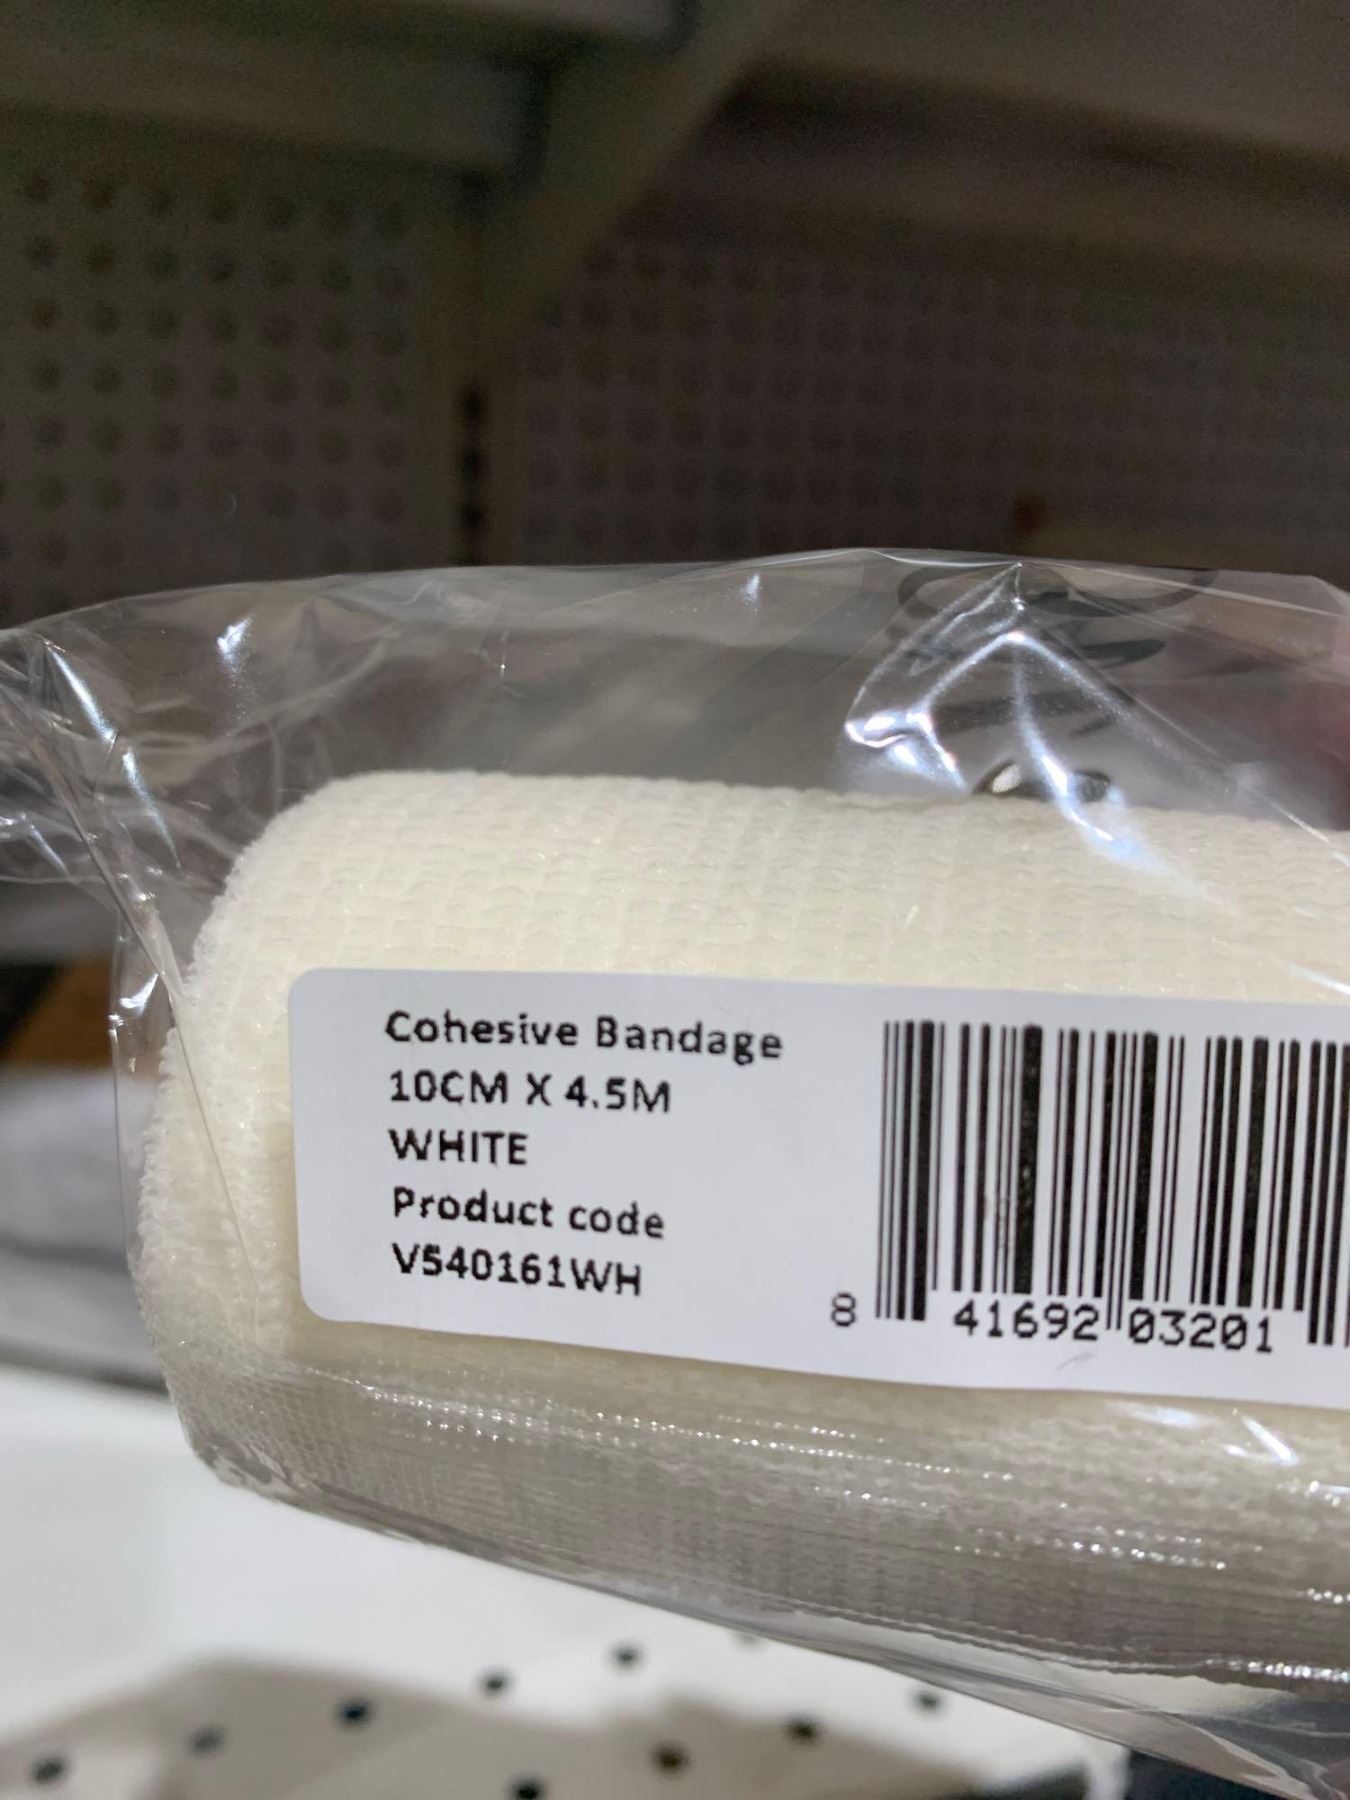 Cohesive Bandage
10CM X 4.5M
WHITE
Product code
V540161WH
8 41692 03201